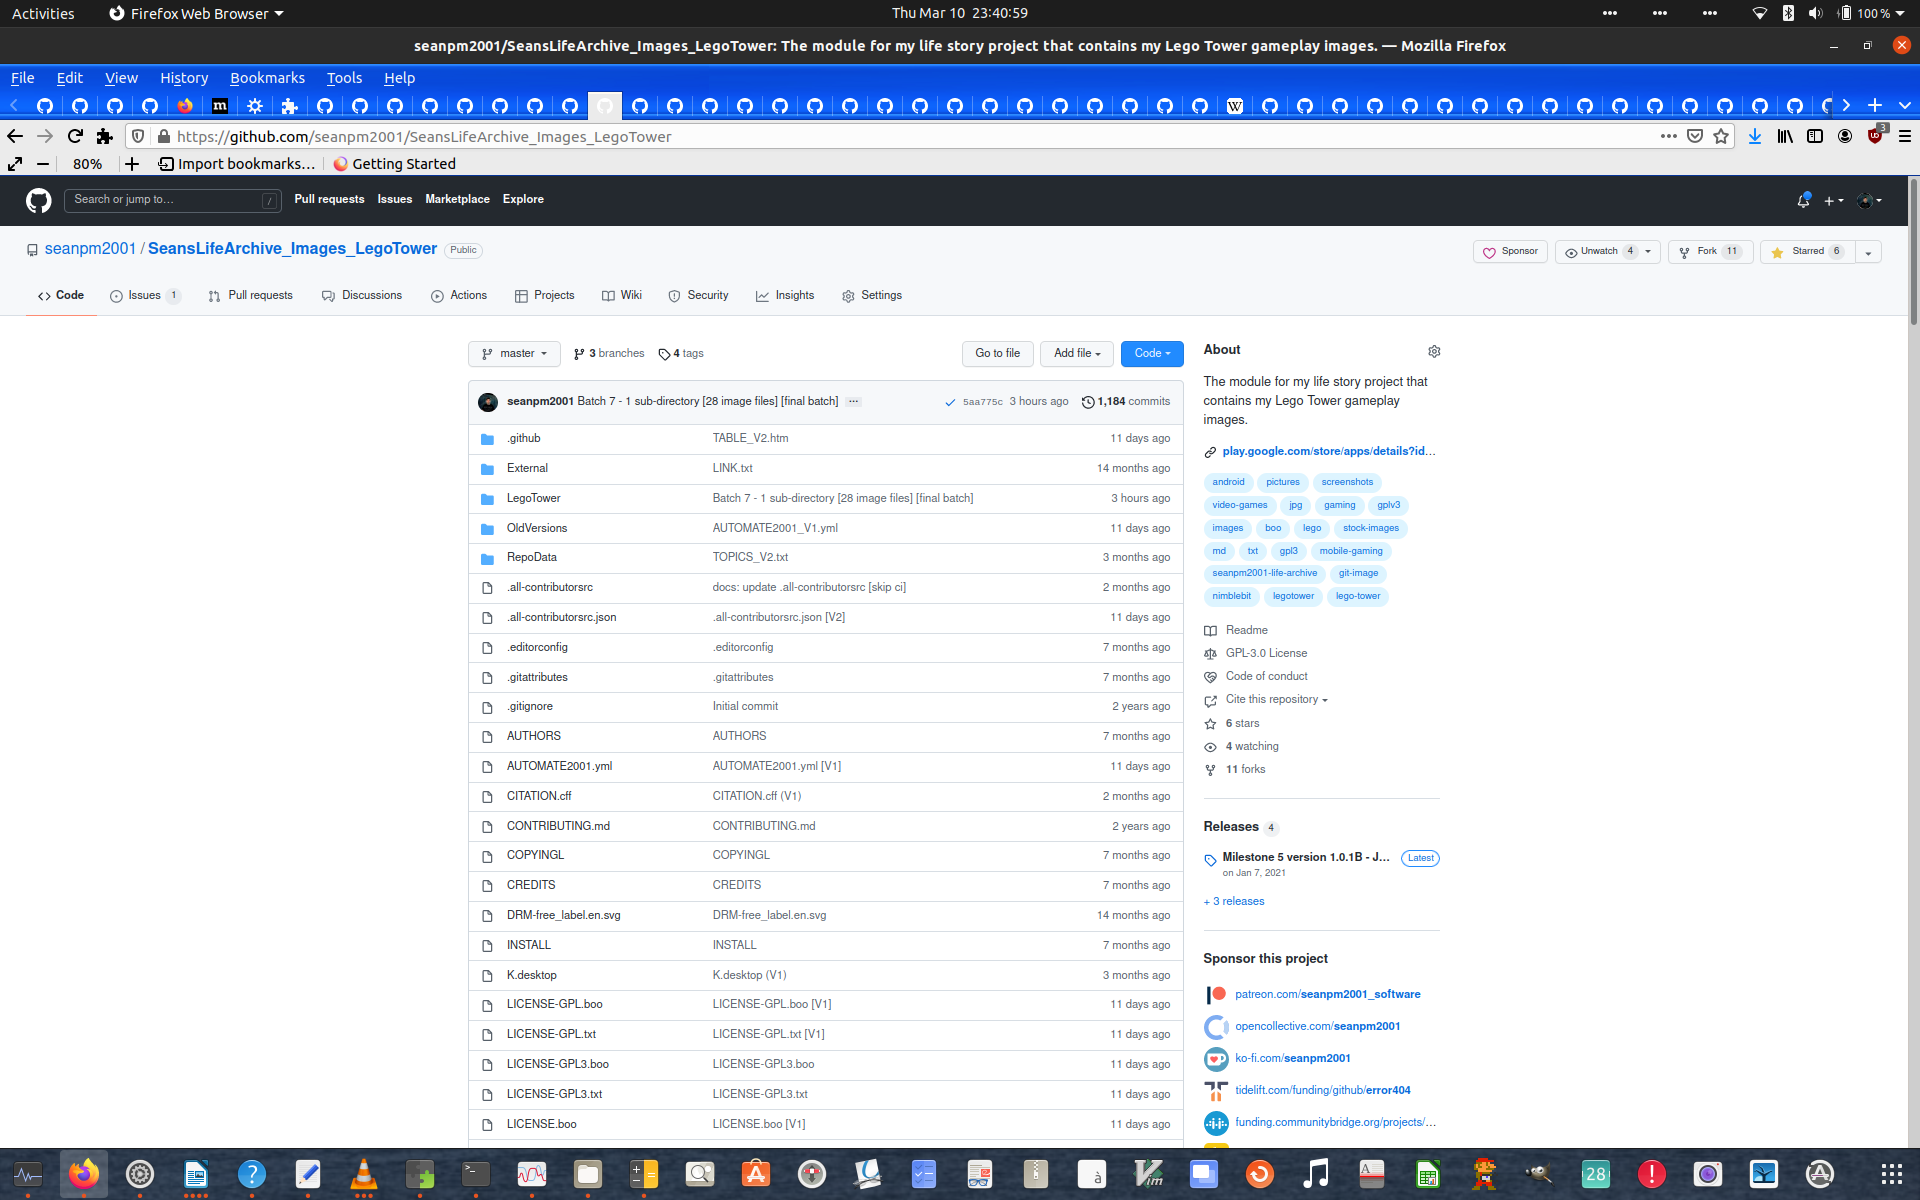 Activities
Firefox Web Browser
Thu Mar 10 23:40:59
100 %
seanpm2001/SeansLifeArchive_Images_LegoTower: The module for my life story project that contains my Lego Tower gameplay images. — Mozilla Firefox
File Edit View History Bookmarks Tools Help
https://github.com/seanpm2001/SeansLifeArchive_Images_LegoTower
3
80%
Import bookmarks...
Getting Started
Search or jump to...
/
Pull requests Issues Marketplace Explore
seanpm2001 / SeansLifeArchive_Images_LegoTower Public
Sponsor
Unwatch 4
Fork 11
Starred 6
Code
Issues 1
Pull requests
Discussions
Actions
Projects
Wiki
Security
Insights
Settings
master
3 branches
4 tags
Go to file
Add file
Code
seanpm2001 Batch 7 - 1 sub-directory [28 image files] [final batch] ...
5aa775c 3 hours ago 1,184 commits
.github TABLE_V2.htm 11 days ago
External LINK.txt 14 months ago
LegoTower Batch 7 - 1 sub-directory [28 image files] [final batch] 3 hours ago
OldVersions AUTOMATE2001_V1.yml 11 days ago
RepoData TOPICS_V2.txt 3 months ago
.all-contributorsrc docs: update .all-contributorsrc [skip ci] 2 months ago
.all-contributorsrc.json .all-contributorsrc.json [V2] 11 days ago
.editorconfig .editorconfig 7 months ago
.gitattributes .gitattributes 7 months ago
.gitignore Initial commit 2 years ago
AUTHORS AUTHORS 7 months ago
AUTOMATE2001.yml AUTOMATE2001.yml [V1] 11 days ago
CITATION.cff CITATION.cff (V1) 2 months ago
CONTRIBUTING.md CONTRIBUTING.md 2 years ago
COPYINGL COPYINGL 7 months ago
CREDITS CREDITS 7 months ago
DRM-free_label.en.svg DRM-free_label.en.svg 14 months ago
INSTALL INSTALL 7 months ago
K.desktop K.desktop (V1) 3 months ago
LICENSE-GPL.boo LICENSE-GPL.boo [V1] 11 days ago
LICENSE-GPL.txt LICENSE-GPL.txt [V1] 11 days ago
LICENSE-GPL3.boo LICENSE-GPL3.boo 11 days ago
LICENSE-GPL3.txt LICENSE-GPL3.txt 11 days ago
LICENSE.boo LICENSE.boo [V1] 11 days ago
About
The module for my life story project that
contains my Lego Tower gameplay
images.
play.google.com/store/apps/details?id...
android pictures screenshots
video-games jpg gaming gplv3
images boo lego stock-images
md txt gpl3 mobile-gaming
seanpm2001-life-archive git-image
nimblebit legotower lego-tower
Readme
GPL-3.0 License
Code of conduct
Cite this repository
6 stars
4 watching
11 forks
Releases 4
Milestone 5 version 1.0.1B - J... Latest
on Jan 7, 2021
+ 3 releases
Sponsor this project
patreon.com/seanpm2001_software
opencollective.com/seanpm2001
ko-fi.com/seanpm2001
tidelift.com/funding/github/error404
funding.communitybridge.org/projects/...
28